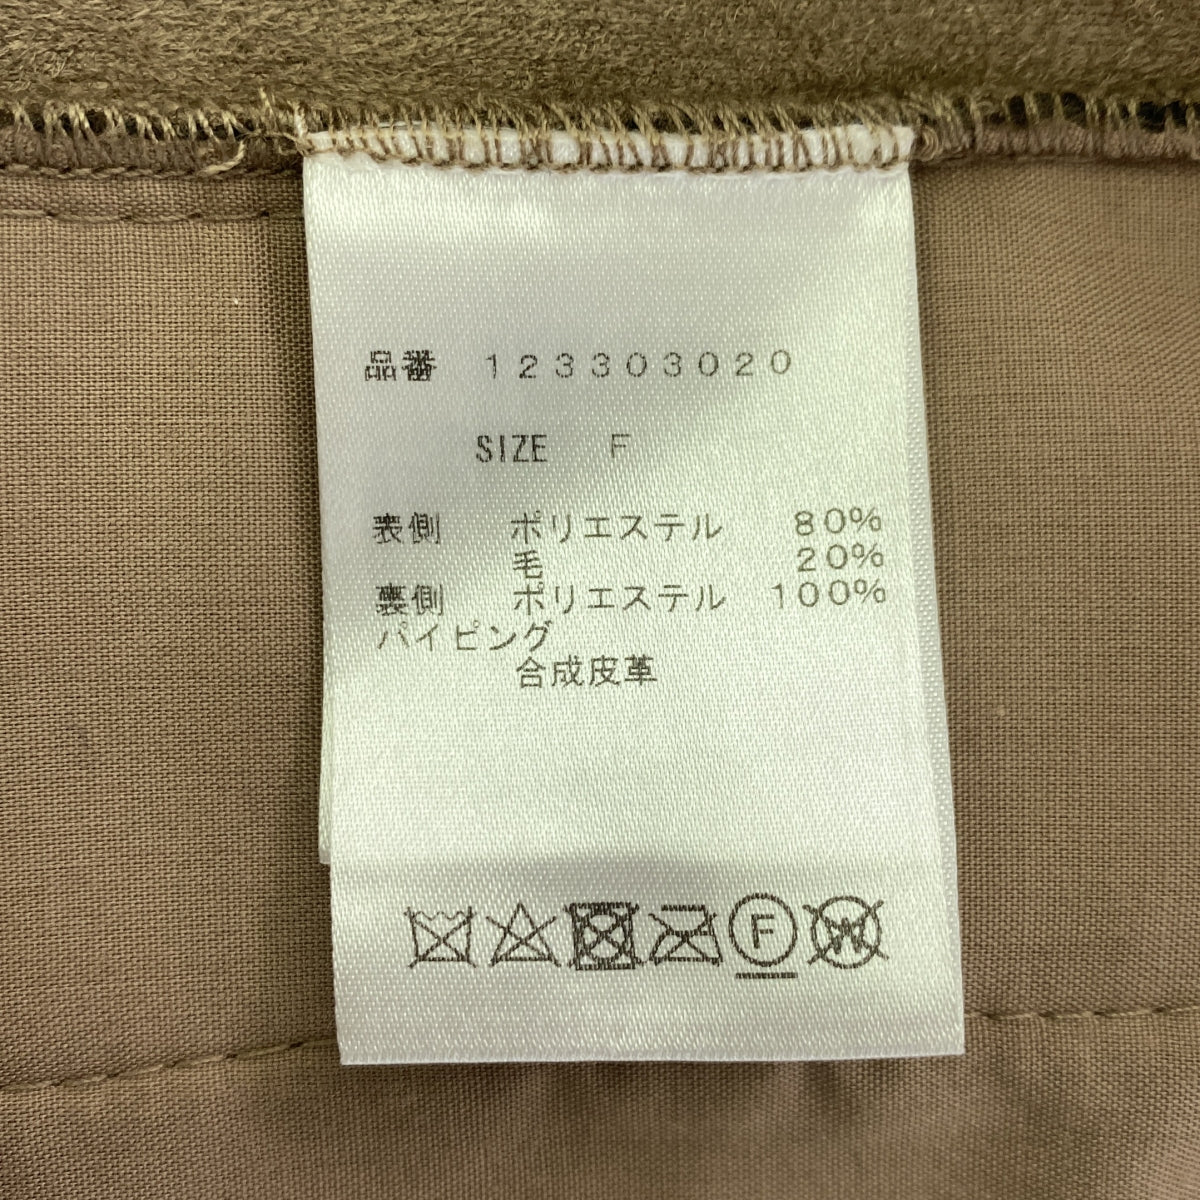 品番 123303020
SIZE F
表側 ポリエステル 80%
毛 20%
裏側 ポリエステル 100%
パイピング
合成皮革
F
W